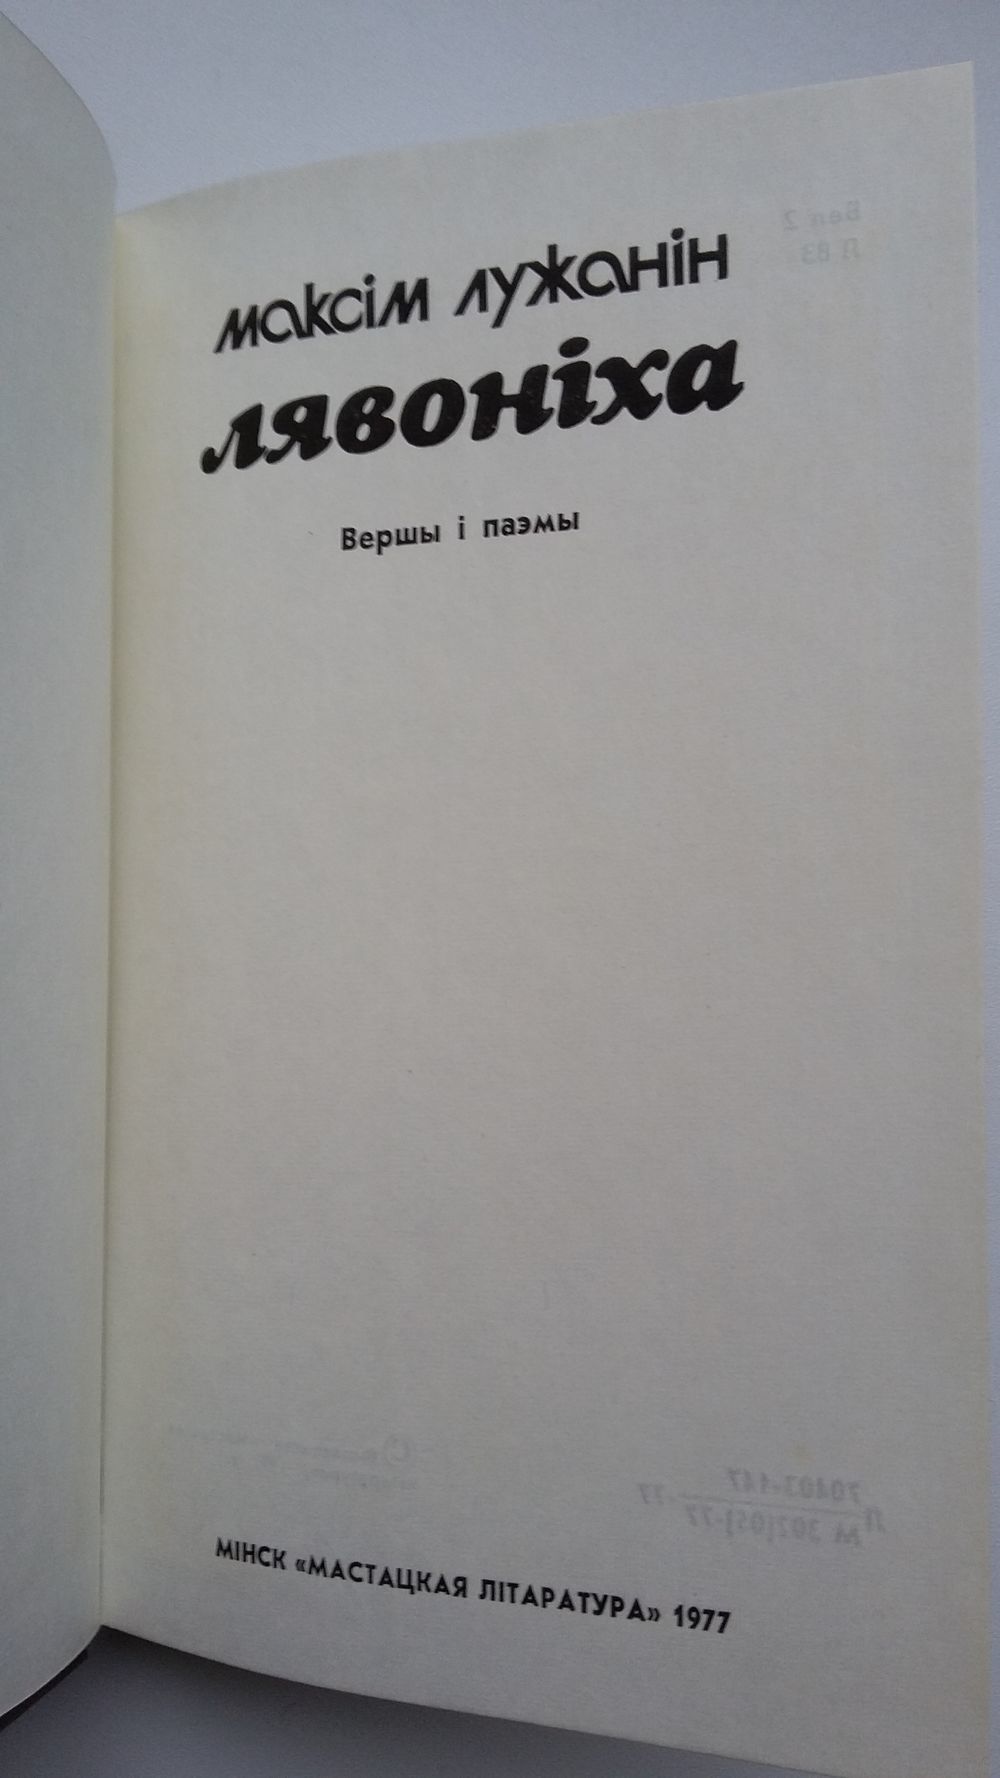 максім лужанін
лявоніха
Вершы і паэмы
МІНСК «МАСТАЦКАЯ ЛІТАРАТУРА» 1977